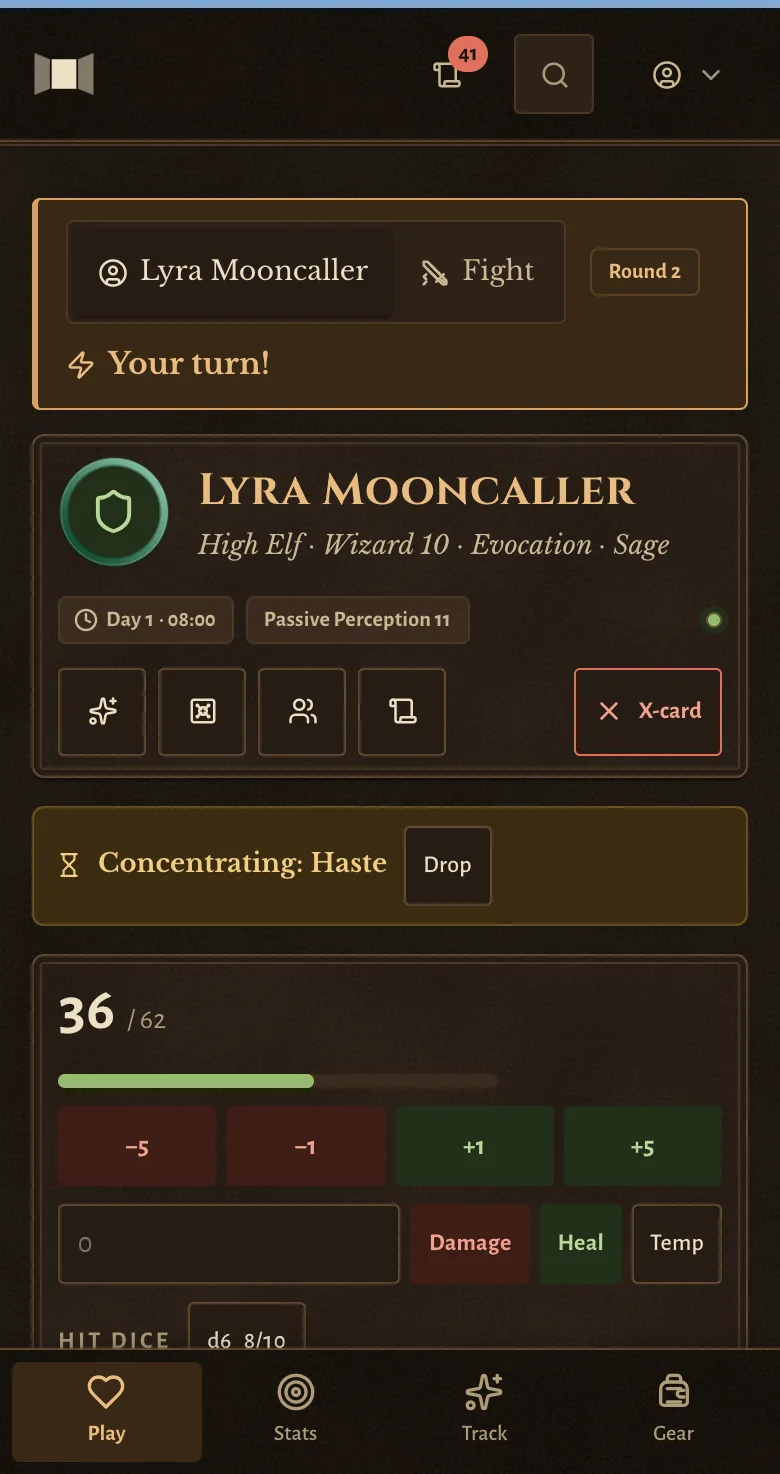 41
Lyra Mooncaller Fight Round 2
Your turn!
Lyra Mooncaller
High Elf · Wizard 10 · Evocation · Sage
Day 1 · 08:00 Passive Perception 11
X-card
Concentrating: Haste Drop
36 / 62
−5 −1 +1 +5
0 Damage Heal Temp
HIT DICE d6 8/10
Play Stats Track Gear